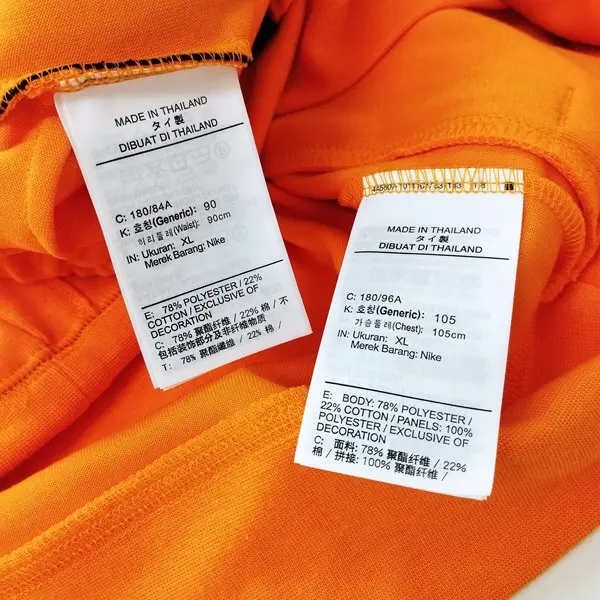 MADE IN THAILAND
タイ製
DIBUAT DI THAILAND
C: 180/84A
K: 호칭(Generic): 90
허리둘레(Waist): 90cm
IN: Ukuran: XL
Merek Barang: Nike
E: 78% POLYESTER / 22%
COTTON / EXCLUSIVE OF
DECORATION
C: 78% 聚酯纤维 / 22% 棉 / 不
包括装饰部分及非纤维物质
T: 78% 聚酯纖維 / 22% 棉 /
MADE IN THAILAND
タイ製
DIBUAT DI THAILAND
C: 180/96A
K: 호칭(Generic): 105
가슴둘레(Chest): 105cm
IN: Ukuran: XL
Merek Barang: Nike
E: BODY: 78% POLYESTER /
22% COTTON / PANELS: 100%
POLYESTER / EXCLUSIVE OF
DECORATION
C: 面料: 78% 聚酯纤维 / 22%
棉 / 拼接: 100% 聚酯纤维 /